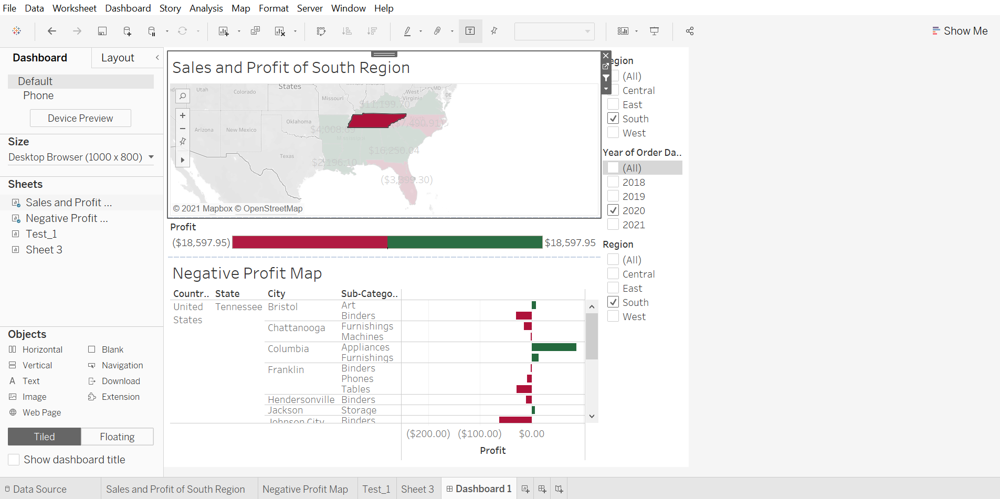 File Data Worksheet Dashboard Story Analysis Map Format Server Window Help
Show Me
Dashboard Layout
Default
Phone
Device Preview
Size
Desktop Browser (1000 x 800)
Sheets
Sales and Profit ...
Negative Profit ...
Test_1
Sheet 3
Objects
Horizontal Blank
Vertical Navigation
Text Download
Image Extension
Web Page
Tiled Floating
Show dashboard title
Sales and Profit of South Region
Utah
Colorado
States
Missouri
West
Virginia
MD
DE
$11,199.70
Arizona
New Mexico
Oklahoma
$4,008.69
($7,490.91)
Mississippi
Texas
$16,250.04
$2,196.10
($3,899.30)
© 2021 Mapbox © OpenStreetMap
Profit
($18,597.95) $18,597.95
Negative Profit Map
Countr.. State City Sub-Catego..
United States Tennessee Bristol Art
Binders
Chattanooga Furnishings
Machines
Columbia Appliances
Furnishings
Franklin Binders
Phones
Tables
Hendersonville Binders
Jackson Storage
Johnson City Binders
($200.00) ($100.00) $0.00
Profit
egion
(All)
Central
East
South
West
Year of Order Da..
(All)
2018
2019
2020
2021
Region
(All)
Central
East
South
West
Data Source Sales and Profit of South Region Negative Profit Map Test_1 Sheet 3 Dashboard 1